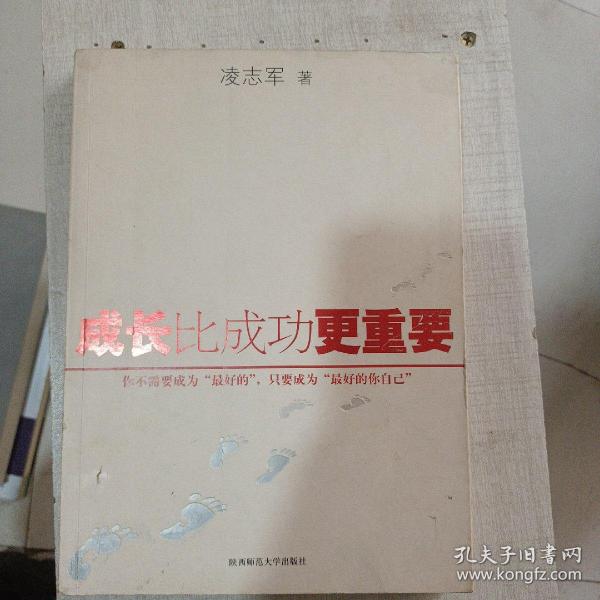 凌志军 著
成长比成功更重要
你不需要成为“最好的”，只要成为“最好的你自己”
陕西师范大学出版社
孔夫子旧书网
www.kongfz.com